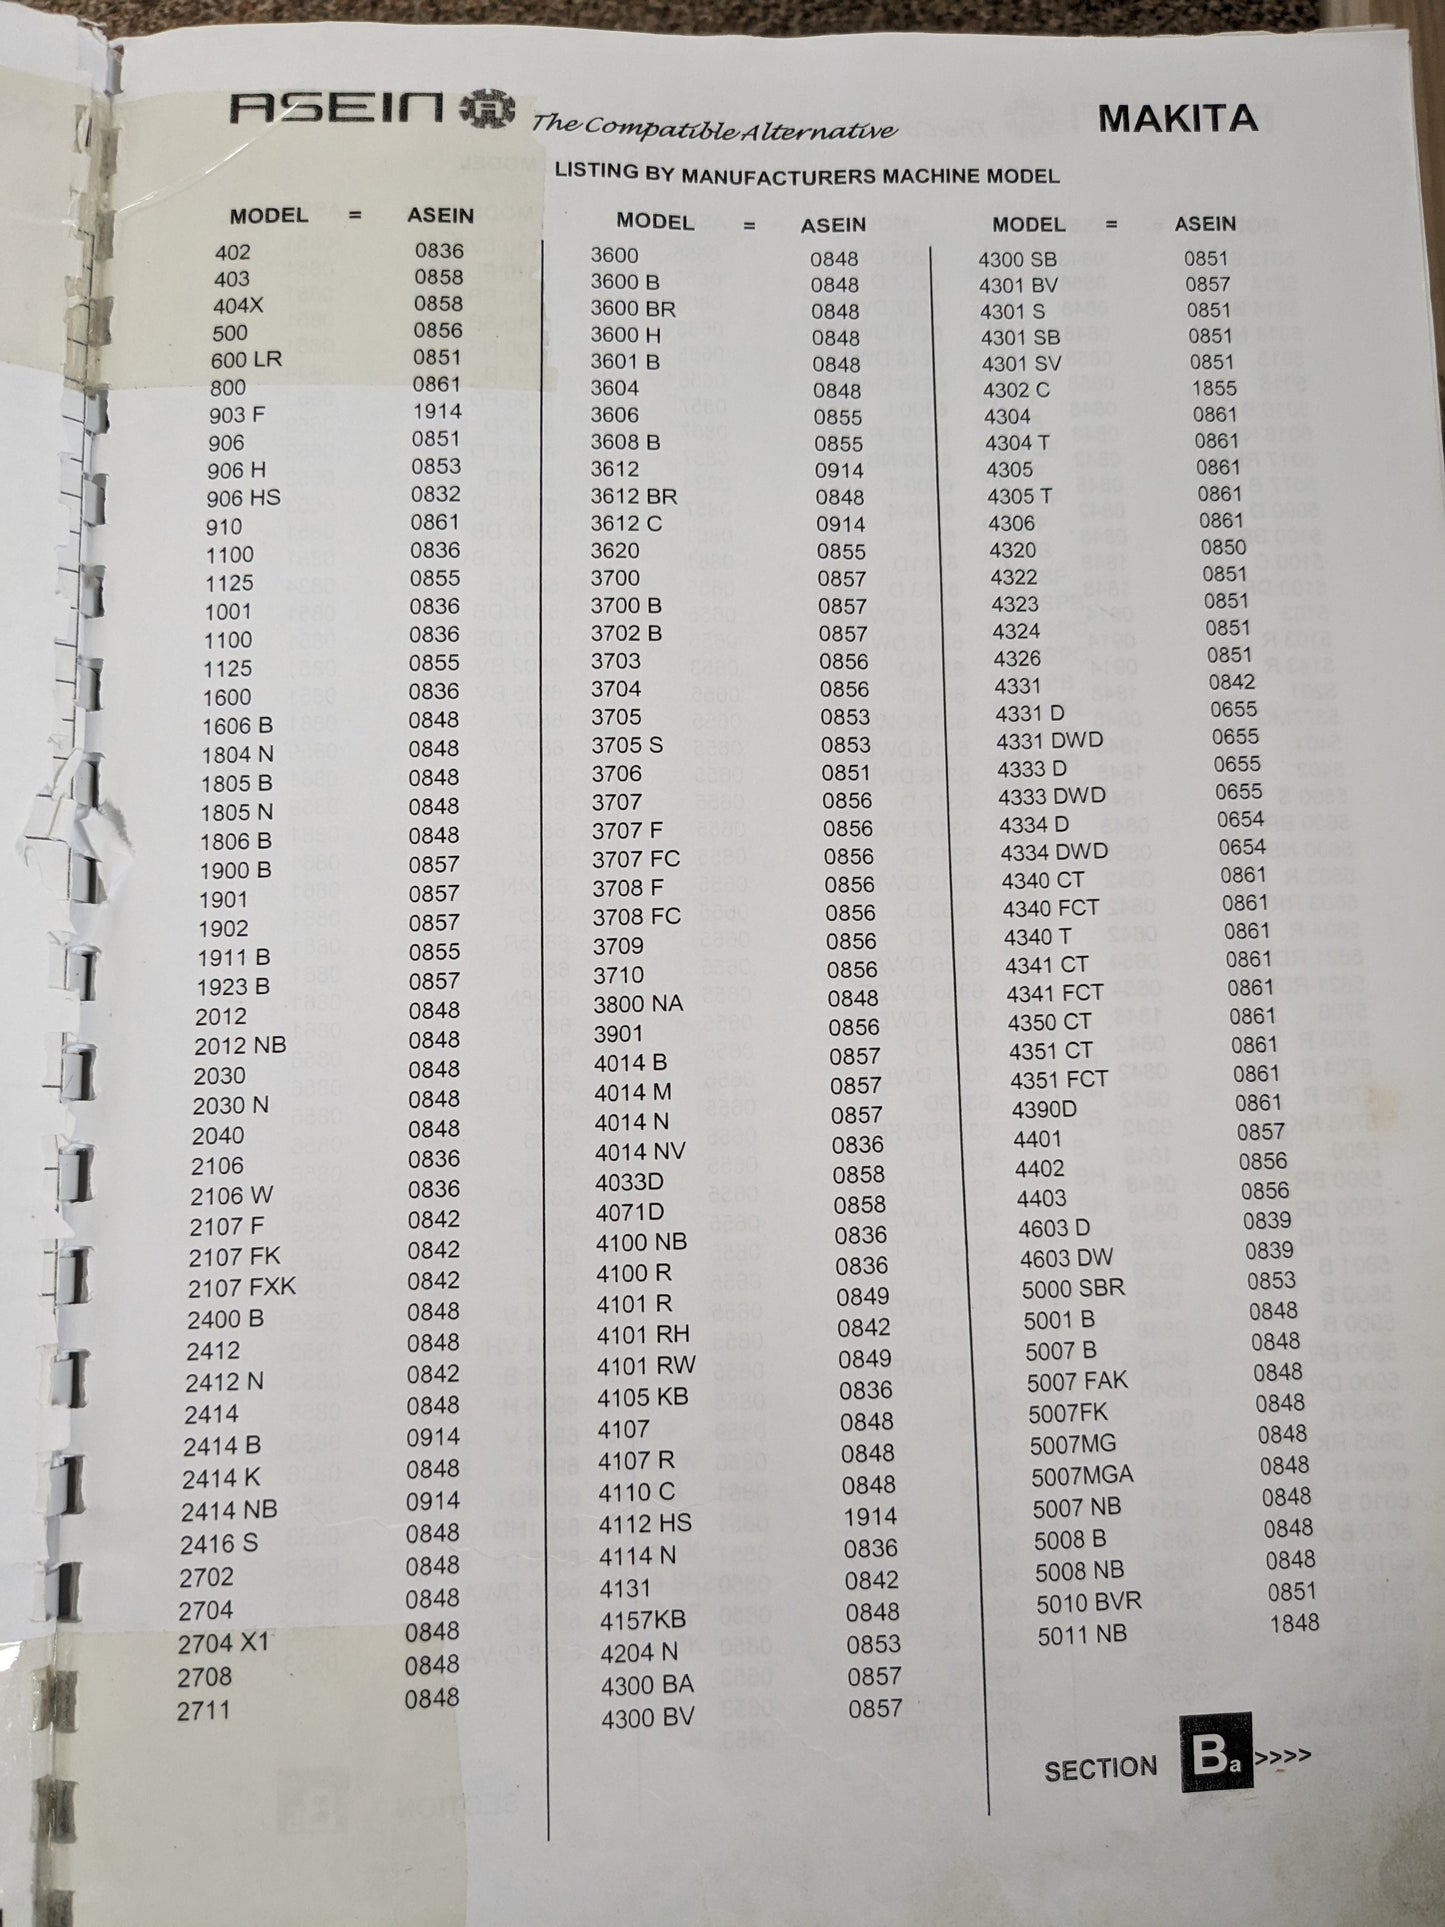 ASEIN The Compatible Alternative MAKITA
LISTING BY MANUFACTURERS MACHINE MODEL
MODEL = ASEIN
402 0836
403 0858
404X 0858
500 0856
600 LR 0851
800 0861
903 F 1914
906 0851
906 H 0853
906 HS 0832
910 0861
1100 0836
1125 0855
1001 0836
1100 0836
1125 0855
1600 0836
1606 B 0848
1804 N 0848
1805 B 0848
1805 N 0848
1806 B 0848
1900 B 0857
1901 0857
1902 0857
1911 B 0855
1923 B 0857
2012 0848
2012 NB 0848
2030 0848
2030 N 0848
2040 0848
2106 0836
2106 W 0836
2107 F 0842
2107 FK 0842
2107 FXK 0842
2400 B 0848
2412 0848
2412 N 0842
2414 0848
2414 B 0914
2414 K 0848
2414 NB 0914
2416 S 0848
2702 0848
2704 0848
2704 X1 0848
2708 0848
2711 0848
MODEL = ASEIN
3600 0848
3600 B 0848
3600 BR 0848
3600 H 0848
3601 B 0848
3604 0848
3606 0855
3608 B 0855
3612 0914
3612 BR 0848
3612 C 0914
3620 0855
3700 0857
3700 B 0857
3702 B 0857
3703 0856
3704 0856
3705 0853
3705 S 0853
3706 0851
3707 0856
3707 F 0856
3707 FC 0856
3708 F 0856
3708 FC 0856
3709 0856
3710 0856
3800 NA 0848
3901 0856
4014 B 0857
4014 M 0857
4014 N 0857
4014 NV 0836
4033D 0858
4071D 0858
4100 NB 0836
4100 R 0836
4101 R 0849
4101 RH 0842
4101 RW 0849
4105 KB 0836
4107 0848
4107 R 0848
4110 C 0848
4112 HS 1914
4114 N 0836
4131 0842
4157KB 0848
4204 N 0853
4300 BA 0857
4300 BV 0857
MODEL = ASEIN
4300 SB 0851
4301 BV 0857
4301 S 0851
4301 SB 0851
4301 SV 0851
4302 C 1855
4304 0861
4304 T 0861
4305 0861
4305 T 0861
4306 0861
4320 0850
4322 0851
4323 0851
4324 0851
4326 0851
4331 0842
4331 D 0655
4331 DWD 0655
4333 D 0655
4333 DWD 0655
4334 D 0654
4334 DWD 0654
4340 CT 0861
4340 FCT 0861
4340 T 0861
4341 CT 0861
4341 FCT 0861
4350 CT 0861
4351 CT 0861
4351 FCT 0861
4390D 0861
4401 0857
4402 0856
4403 0856
4603 D 0839
4603 DW 0839
5000 SBR 0853
5001 B 0848
5007 B 0848
5007 FAK 0848
5007FK 0848
5007MG 0848
5007MGA 0848
5007 NB 0848
5008 B 0848
5008 NB 0848
5010 BVR 0851
5011 NB 1848
SECTION Ba >>>>